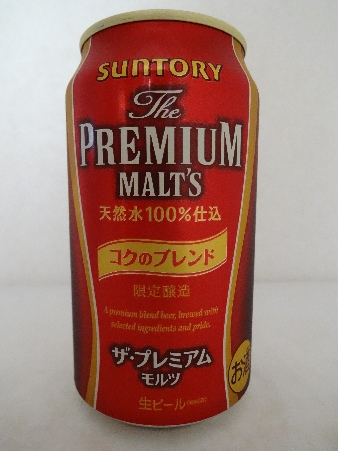 SUNTORY
The
PREMIUM
MALT'S
天然水100%仕込
コクのブレンド
限定醸造
A premium blend beer, brewed with
selected ingredients and pride.
ザ・プレミアム
モルツ
お酒
生ビール